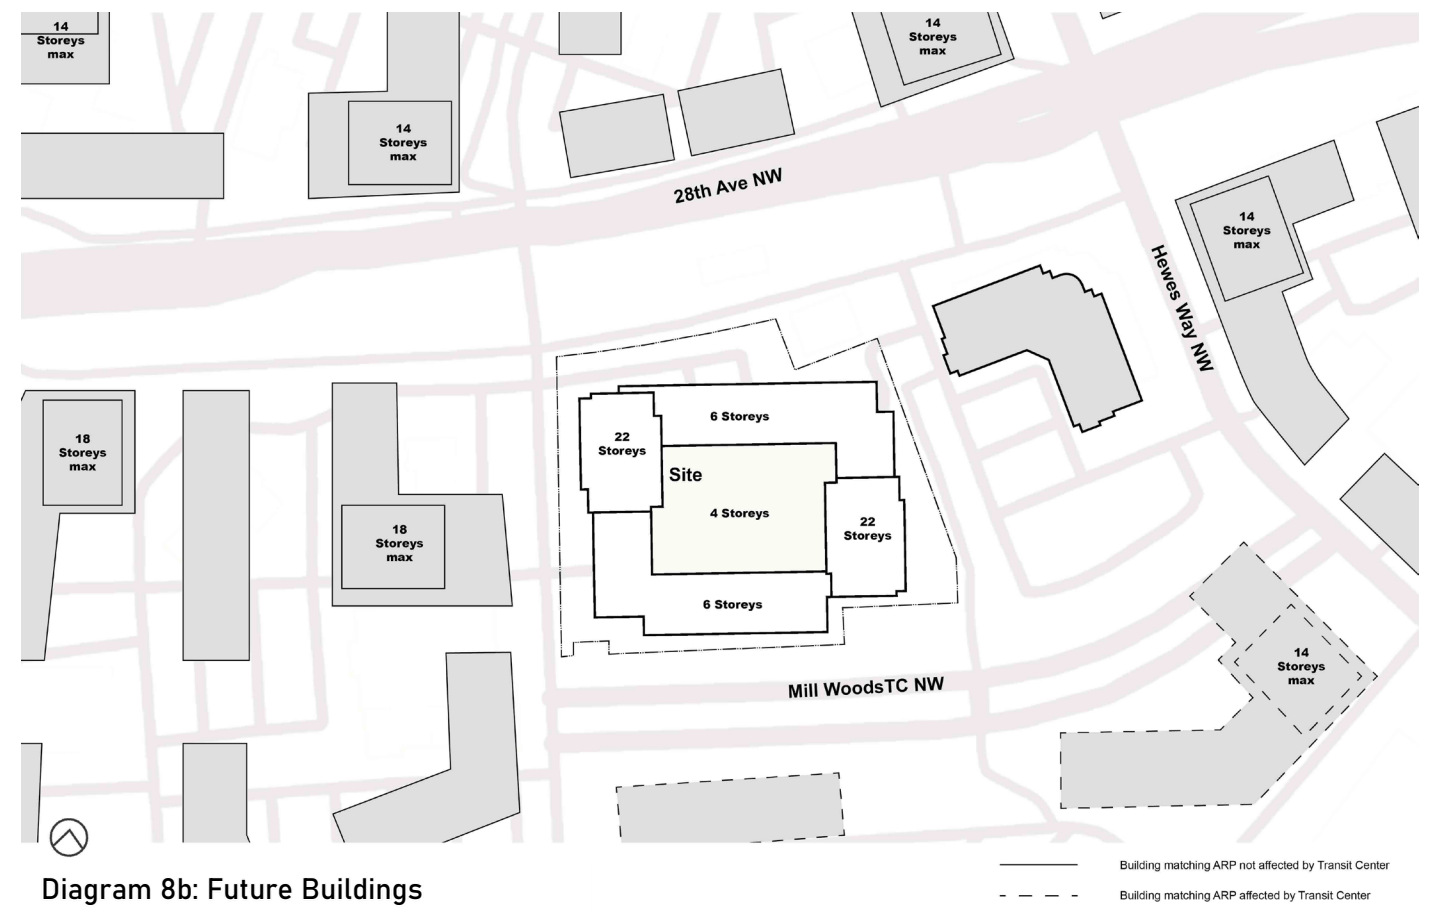 14
Storeys
max
14
Storeys
max
14
Storeys
max
28th Ave NW
14
Storeys
max
Hewes Way NW
18
Storeys
max
22
Storeys
6 Storeys
Site
4 Storeys
18
Storeys
max
22
Storeys
6 Storeys
14
Storeys
max
Mill WoodsTC NW
Building matching ARP not affected by Transit Center
Diagram 8b: Future Buildings
Building matching ARP affected by Transit Center